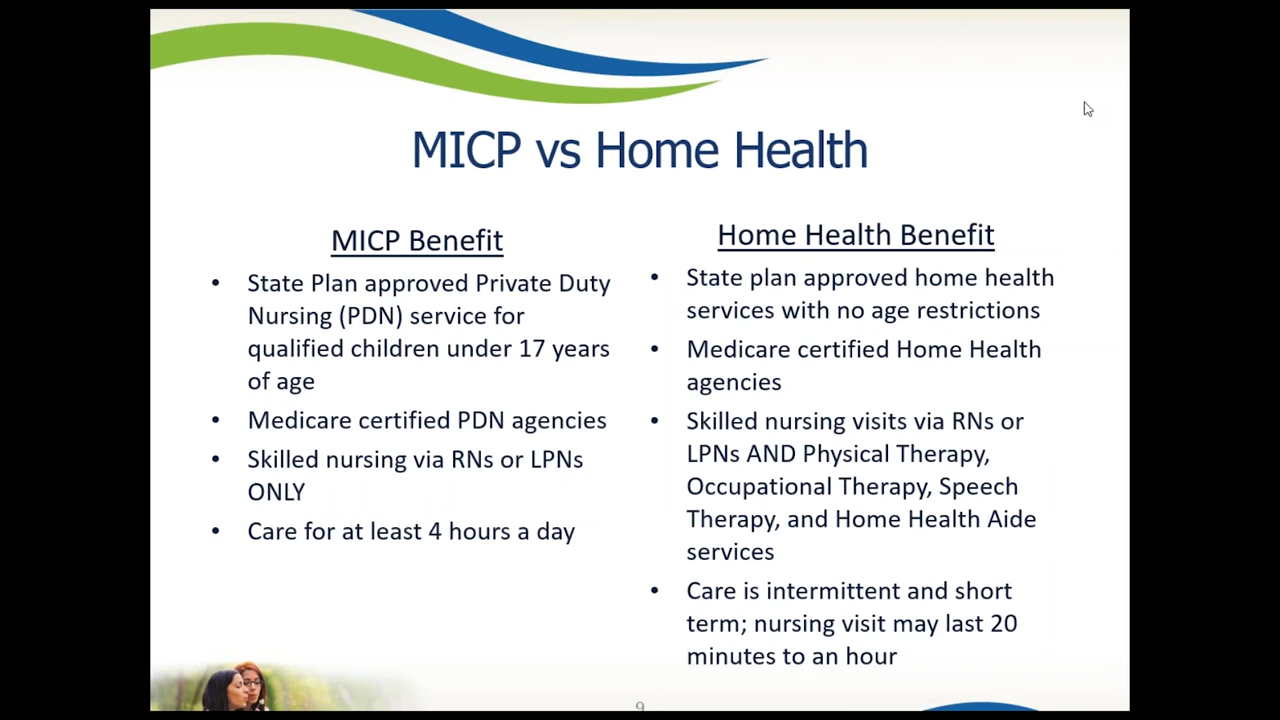 MICP vs Home Health
MICP Benefit
• State Plan approved Private Duty
Nursing (PDN) service for
qualified children under 17 years
of age
• Medicare certified PDN agencies
• Skilled nursing via RNs or LPNs
ONLY
• Care for at least 4 hours a day
Home Health Benefit
• State plan approved home health
services with no age restrictions
• Medicare certified Home Health
agencies
• Skilled nursing visits via RNs or
LPNs AND Physical Therapy,
Occupational Therapy, Speech
Therapy, and Home Health Aide
services
• Care is intermittent and short
term; nursing visit may last 20
minutes to an hour
9